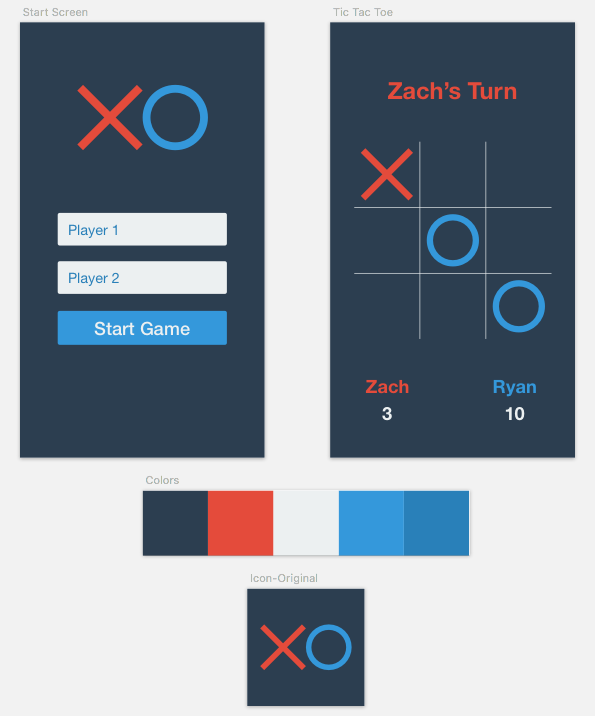 Start Screen
XO
Player 1
Player 2
Start Game
Tic Tac Toe
Zach’s Turn
X
O
O
Zach
Ryan
3
10
Colors
Icon-Original
XO